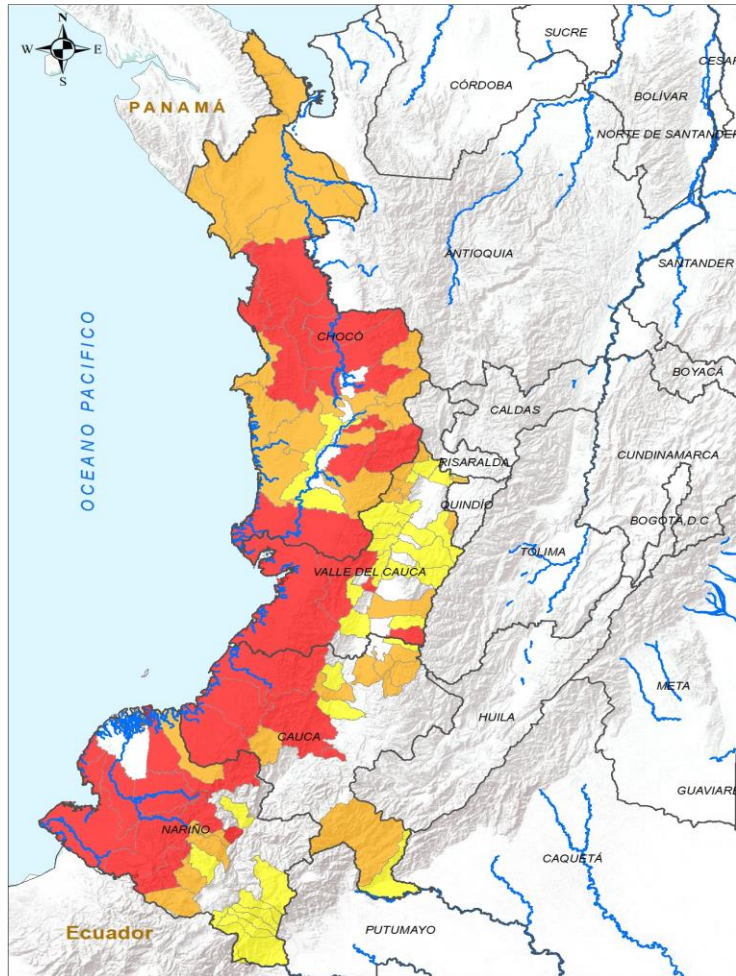 N
W E
S
PANAMÁ
SUCRE
CESAR
CÓRDOBA
BOLÍVAR
NORTE DE SANTANDER
ANTIOQUIA
SANTANDER
OCEANO PACIFICO
CHOCÓ
BOYACÁ
CALDAS
CUNDINAMARCA
RISARALDA
QUINDÍO
BOGOTÁ, D.C
TOLIMA
VALLE DEL CAUCA
META
HUILA
CAUCA
GUAVIARE
NARIÑO
CAQUETÁ
Ecuador
PUTUMAYO